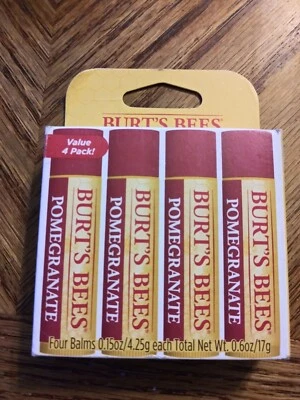 BURT'S BEES
Value
4 Pack!
BURT'S BEES
POMEGRANATE
BURT'S BEES
POMEGRANATE
BURT'S BEES
POMEGRANATE
BURT'S BEES
POMEGRANATE
Four Balms 0.15oz/4.25g each Total Net Wt. 0.6oz/17g